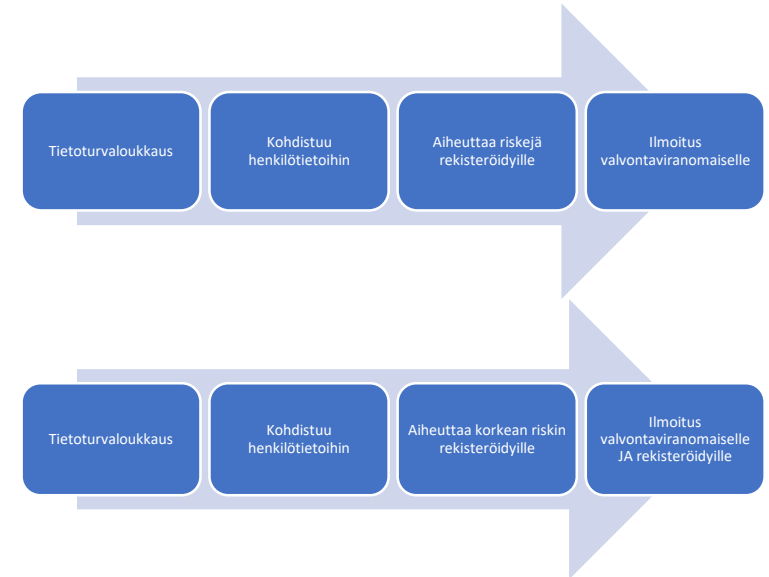 Tietoturvaloukkaus
Kohdistuu
henkilötietoihin
Aiheuttaa riskejä
rekisteröidyille
Ilmoitus
valvontaviranomaiselle
Tietoturvaloukkaus
Kohdistuu
henkilötietoihin
Aiheuttaa korkean riskin
rekisteröidyille
Ilmoitus
valvontaviranomaiselle
JA rekisteröidyille